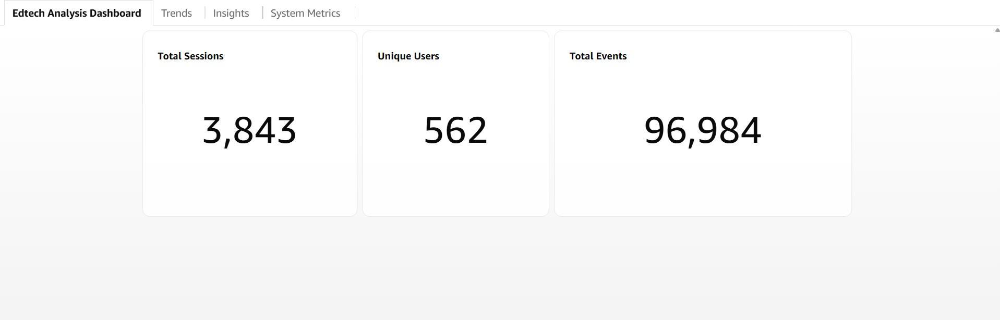 Edtech Analysis Dashboard Trends Insights System Metrics
Total Sessions Unique Users Total Events
3,843 562 96,984